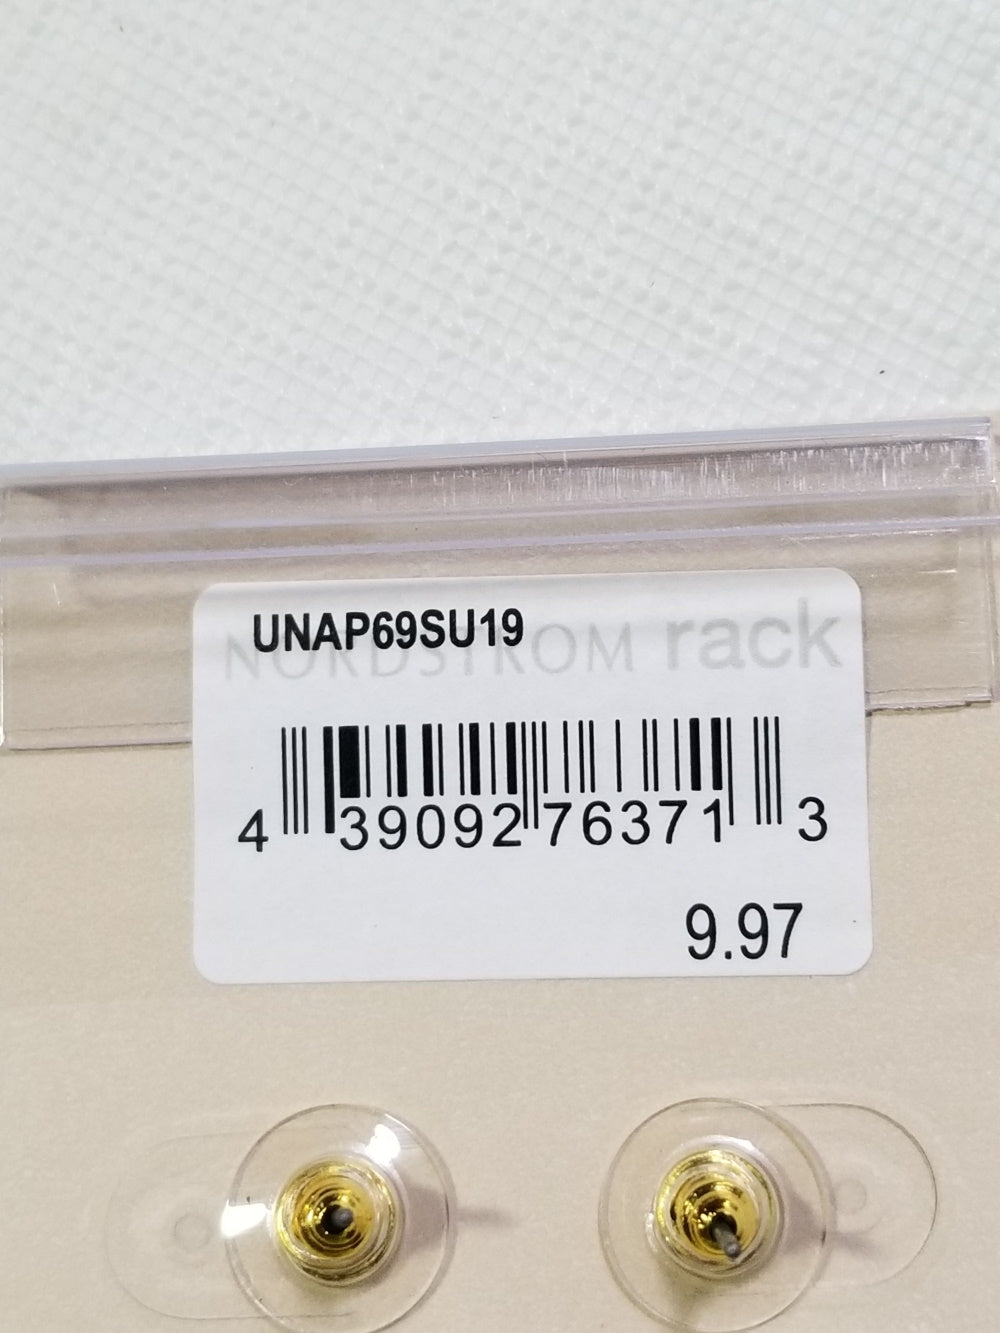 UNAP69SU19
NORDSTROM rack
4 39092 76371 3
9.97